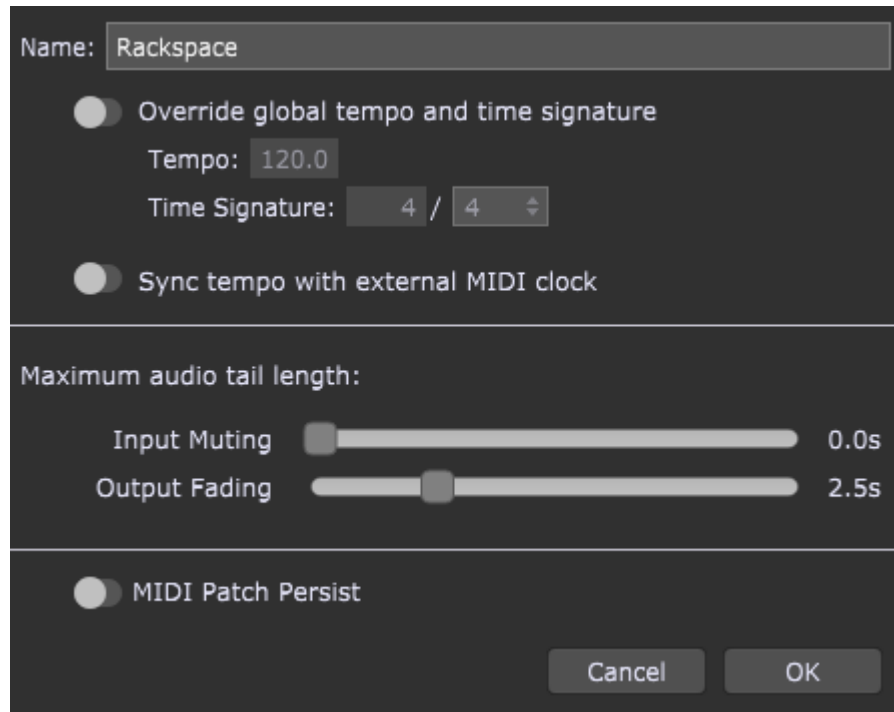 Name: Rackspace
Override global tempo and time signature
Tempo: 120.0
Time Signature: 4 / 4
Sync tempo with external MIDI clock
Maximum audio tail length:
Input Muting 0.0s
Output Fading 2.5s
MIDI Patch Persist
Cancel OK